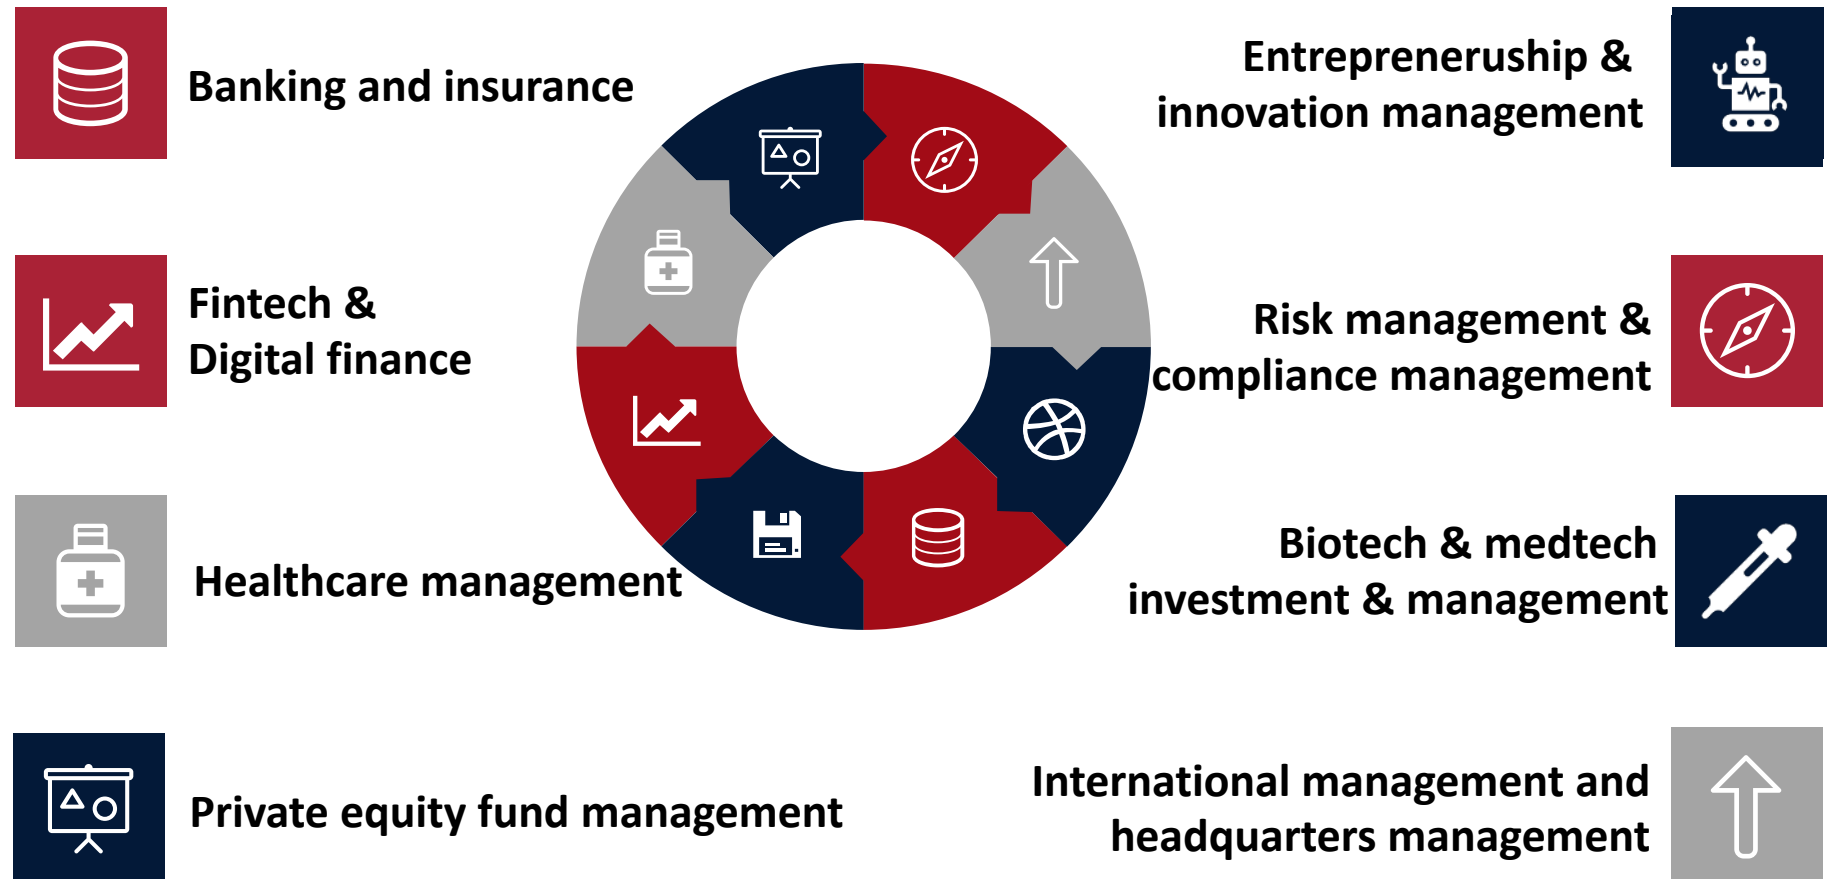 Banking and insurance
Fintech &
Digital finance
Healthcare management
Private equity fund management
Entrepreneruship &
innovation management
Risk management &
compliance management
Biotech & medtech
investment & management
International management and
headquarters management